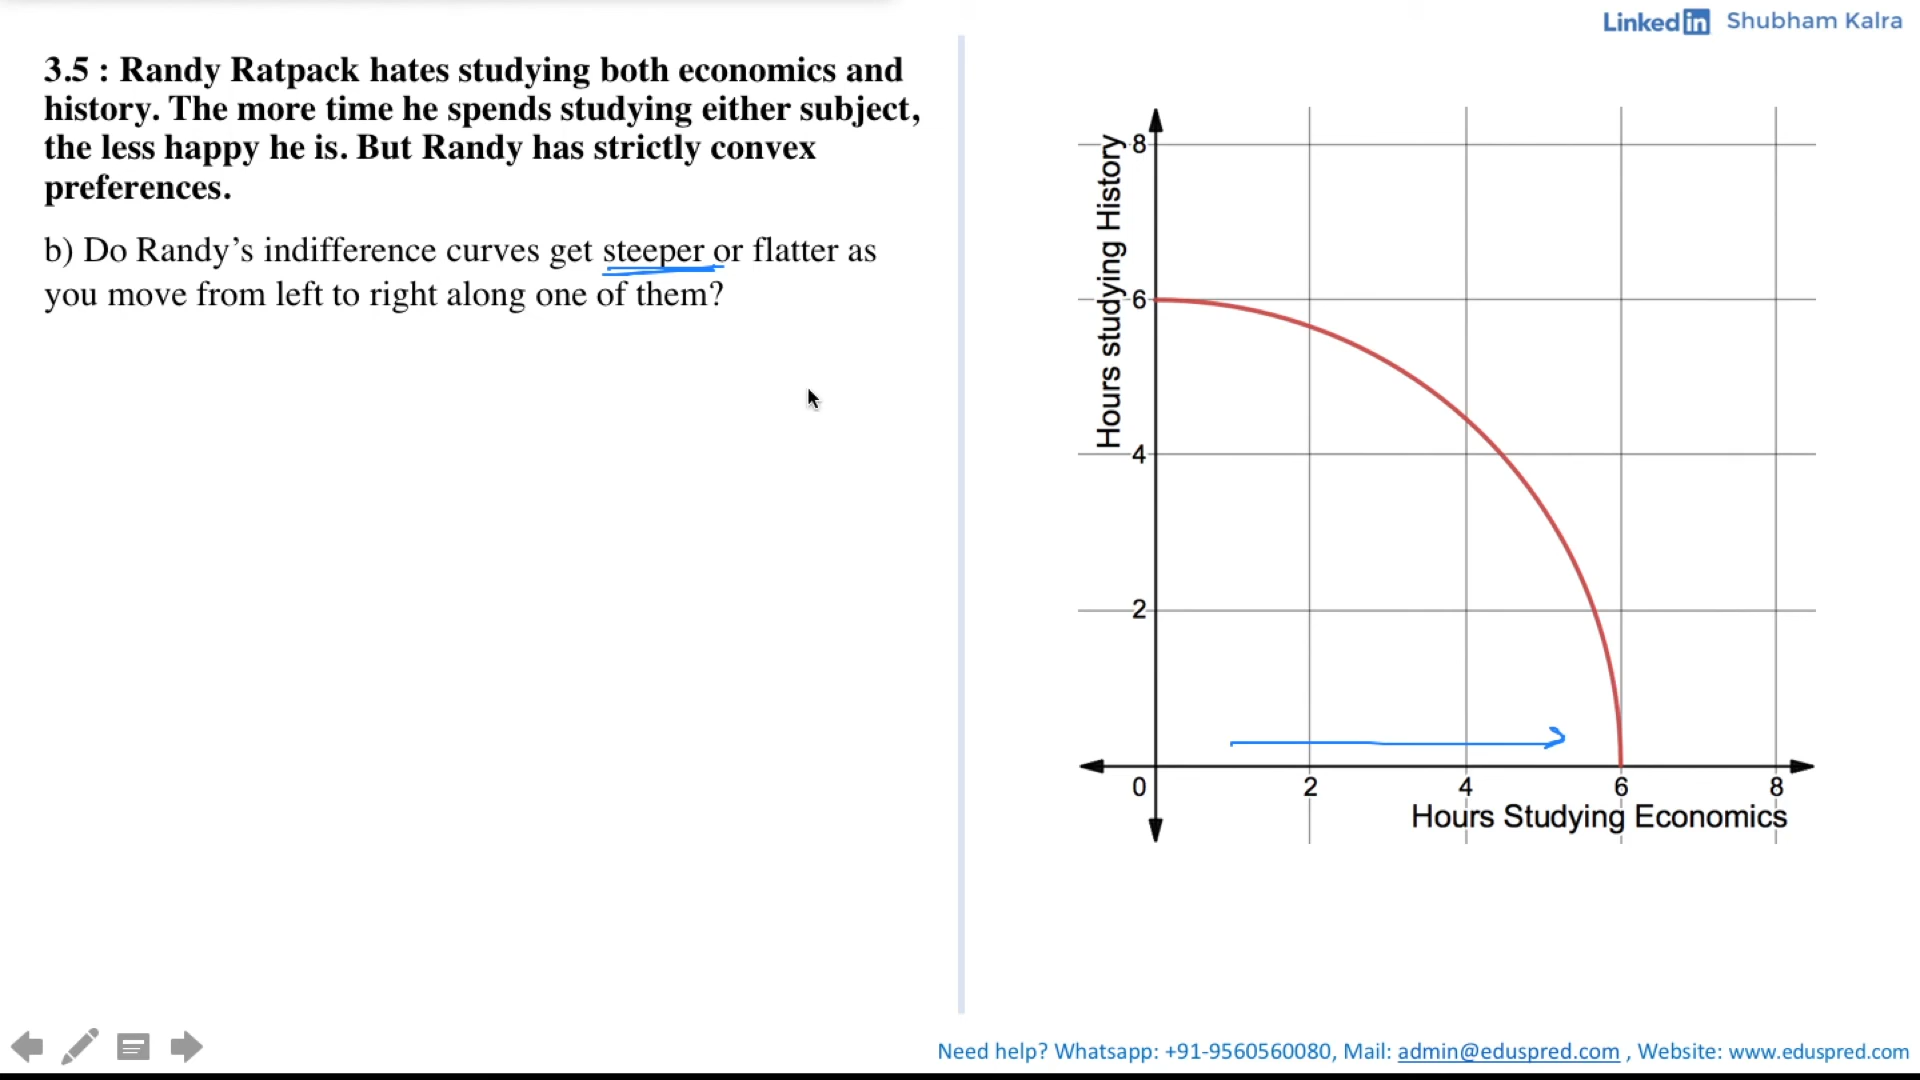 Linked in Shubham Kalra
3.5 : Randy Ratpack hates studying both economics and
history. The more time he spends studying either subject,
the less happy he is. But Randy has strictly convex
preferences.
b) Do Randy’s indifference curves get steeper or flatter as
you move from left to right along one of them?
Hours studying History
8
6
4
2
0 2 4 6 8
Hours Studying Economics
Need help? Whatsapp: +91-9560560080, Mail: admin@eduspred.com , Website: www.eduspred.com